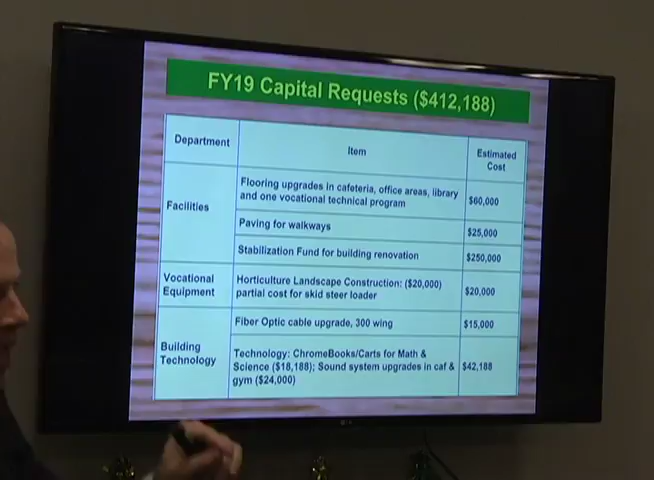 FY19 Capital Requests ($412,188)
Department
Item
Estimated
Cost
Facilities
Flooring upgrades in cafeteria, office areas, library
and one vocational technical program
$60,000
Paving for walkways
$25,000
Stabilization Fund for building renovation
$250,000
Vocational
Equipment
Horticulture Landscape Construction: ($20,000)
partial cost for skid steer loader
$20,000
Building
Technology
Fiber Optic cable upgrade, 300 wing
$15,000
Technology: ChromeBooks/Carts for Math &
Science ($18,188); Sound system upgrades in caf &
gym ($24,000)
$42,188
LG